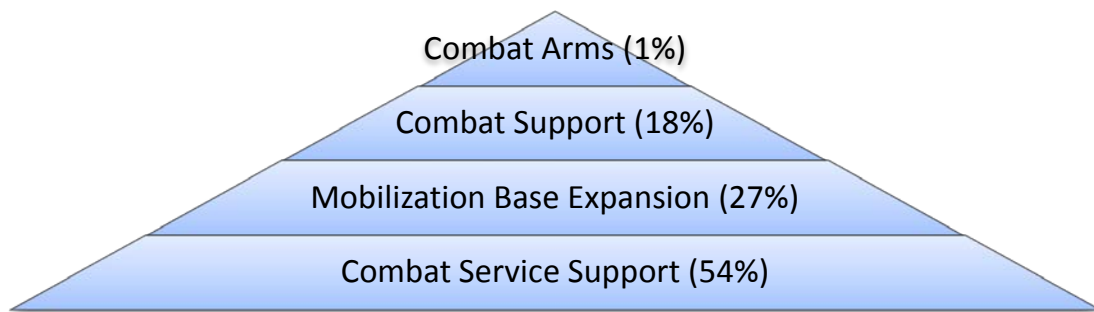 Combat Arms (1%)
Combat Support (18%)
Mobilization Base Expansion (27%)
Combat Service Support (54%)